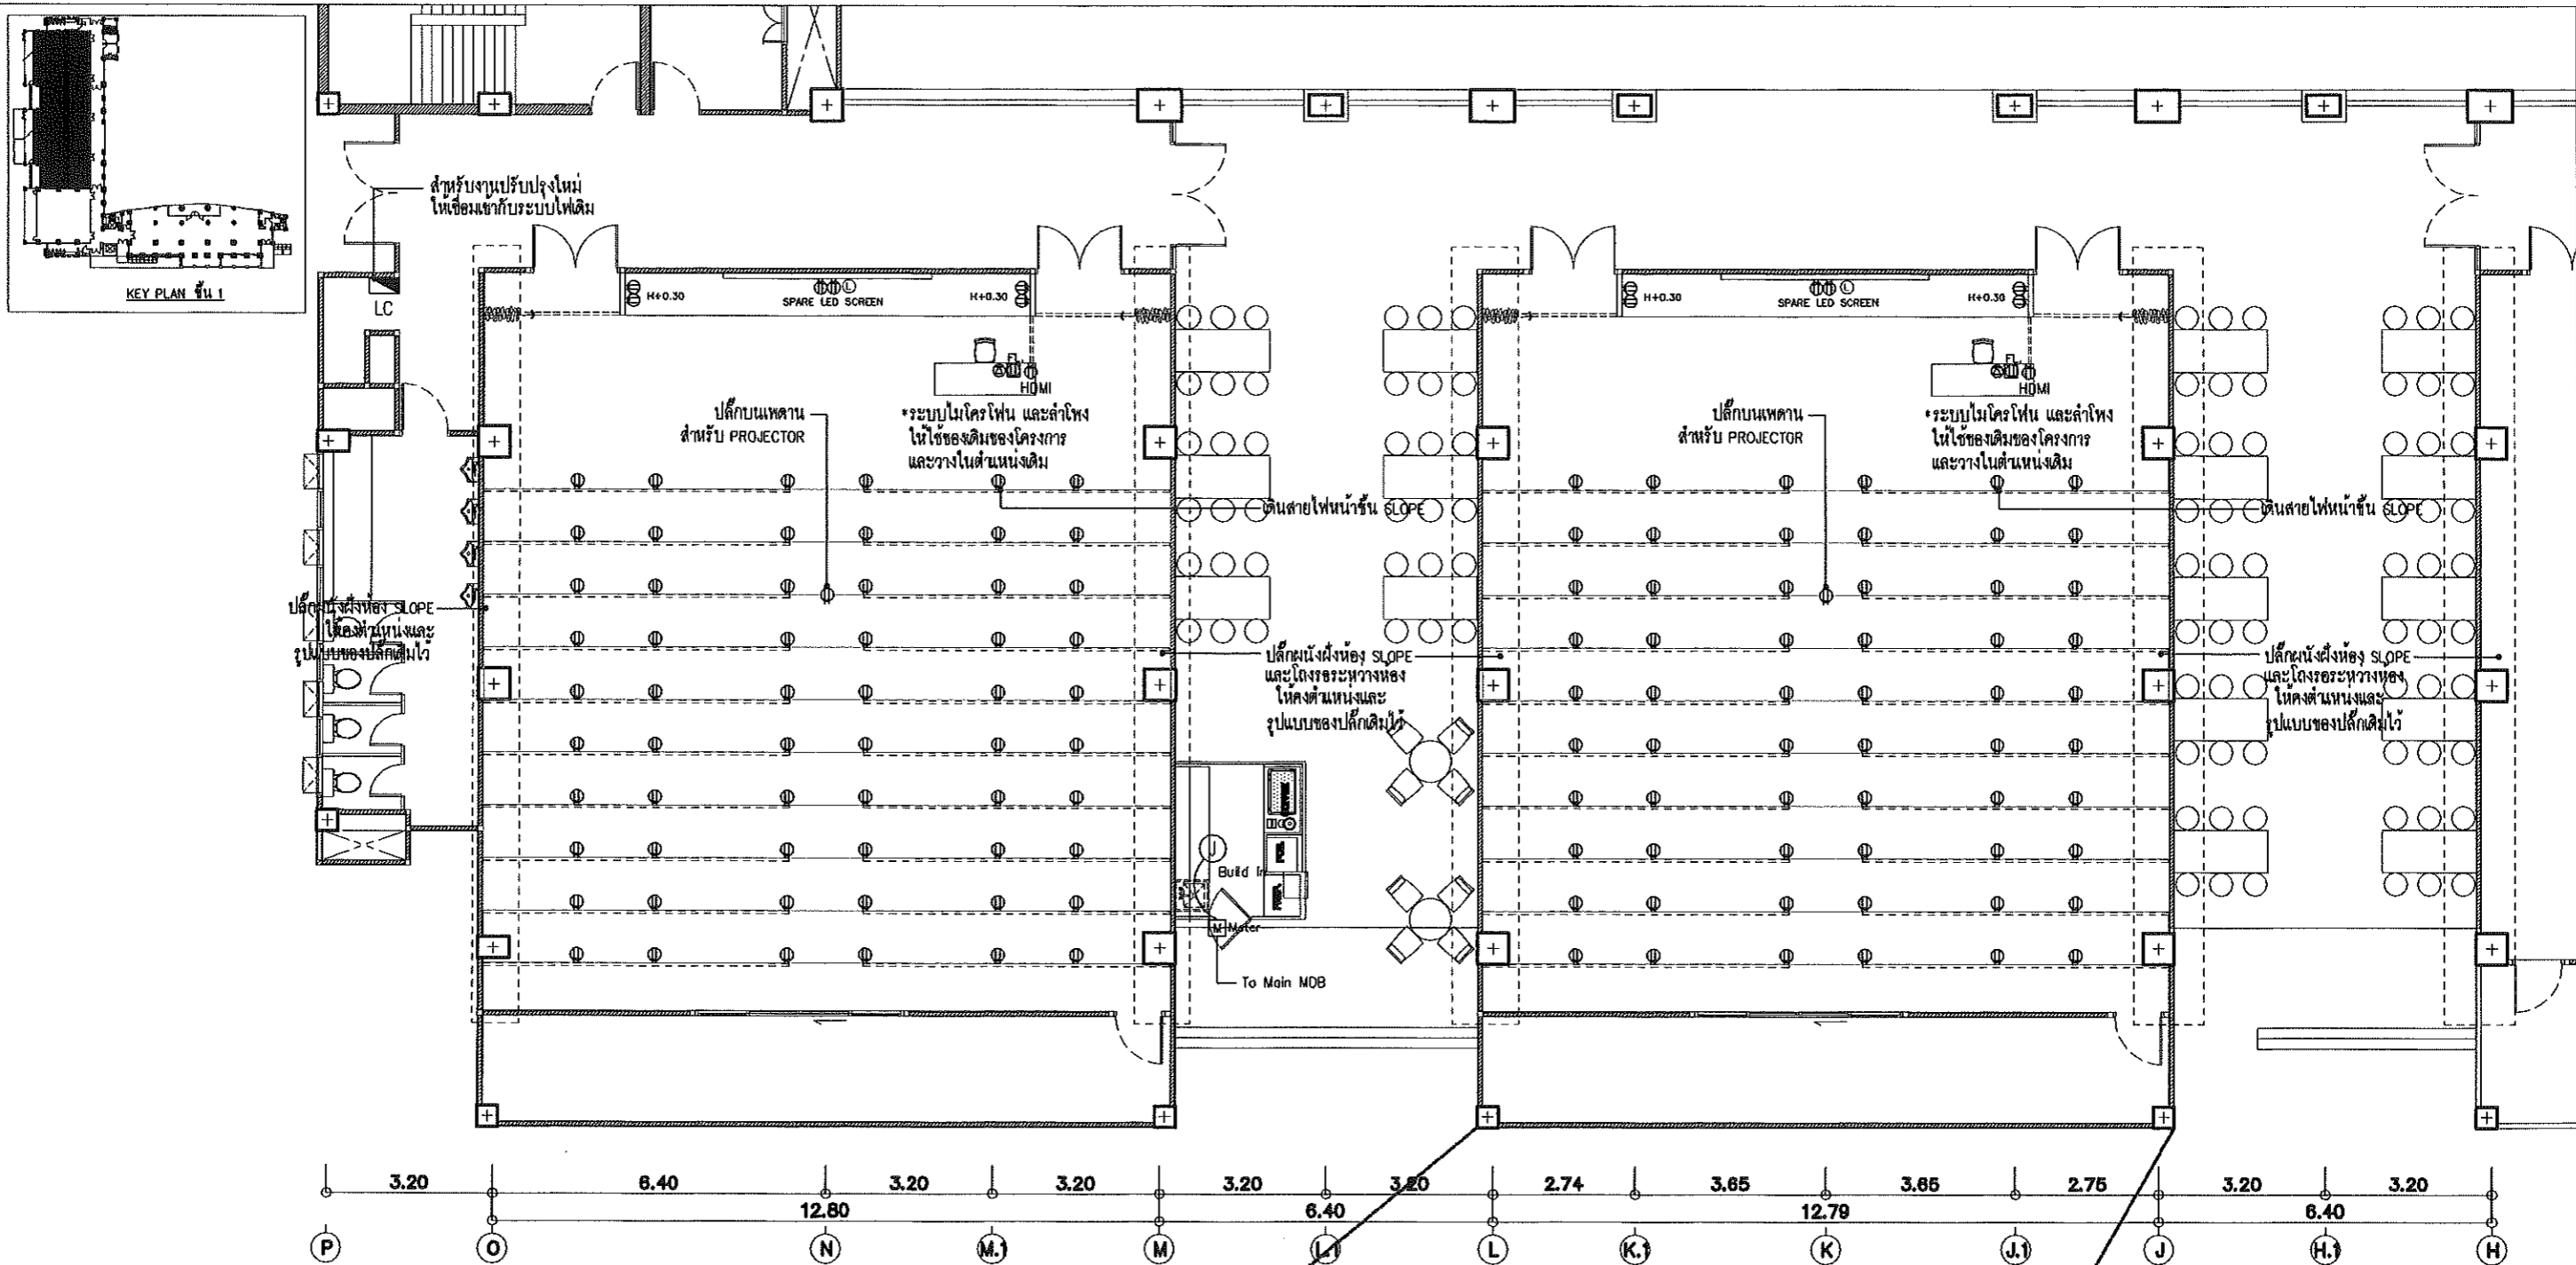 KEY PLAN ชั้น 1
สำหรับงานปรับปรุงใหม่
ให้เชื่อมเข้ากับระบบไฟเดิม
LC
H+0.30
SPARE LED SCREEN
H+0.30
H+0.30
SPARE LED SCREEN
H+0.30
FL.
HDMI
FL.
HDMI
ปลั๊กบนเพดาน
สำหรับ PROJECTOR
*ระบบไมโครโฟน และลำโพง
ให้ใช้ของเดิมของโครงการ
และวางในตำแหน่งเดิม
ปลั๊กบนเพดาน
สำหรับ PROJECTOR
*ระบบไมโครโฟน และลำโพง
ให้ใช้ของเดิมของโครงการ
และวางในตำแหน่งเดิม
เดินสายไฟหน้าขั้น SLOPE
เดินสายไฟหน้าขั้น SLOPE
ปลั๊กผนังฝั่งห้อง SLOPE
ให้คงตำแหน่งและ
รูปแบบของปลั๊กเดิมไว้
ปลั๊กผนังฝั่งห้อง SLOPE
และโถงรอระหว่างห้อง
ให้คงตำแหน่งและ
รูปแบบของปลั๊กเดิมไว้
ปลั๊กผนังฝั่งห้อง SLOPE
และโถงรอระหว่างห้อง
ให้คงตำแหน่งและ
รูปแบบของปลั๊กเดิมไว้
J
Build In
M Meter
To Main MDB
3.20 6.40 3.20 3.20 3.20 3.20 2.74 3.65 3.65 2.75 3.20 3.20
12.80 6.40 12.79 6.40
P O N M.1 M L.1 L K.1 K J.1 J H.1 H